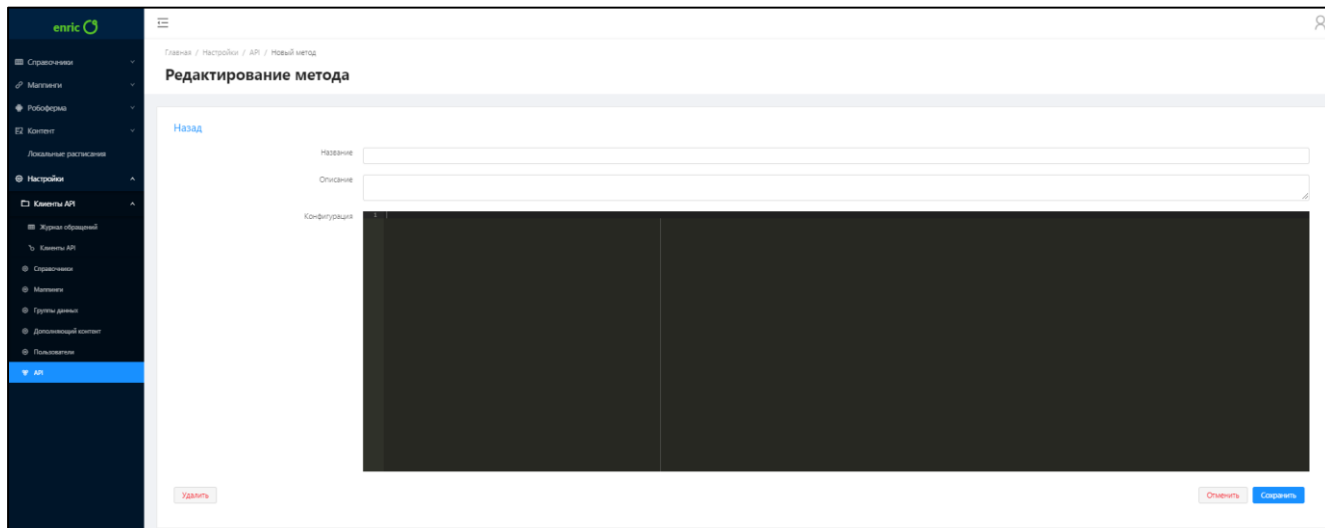 enric
Справочники
Маппинги
Робоферма
Контент
Локальные расписания
Настройки
Клиенты API
Журнал обращений
Клиенты API
Справочники
Маппинги
Группы данных
Дополняющий контент
Пользователи
API
Главная / Настройки / API / Новый метод
Редактирование метода
Назад
Название
Описание
Конфигурация
1
Удалить
Отменить
Сохранить